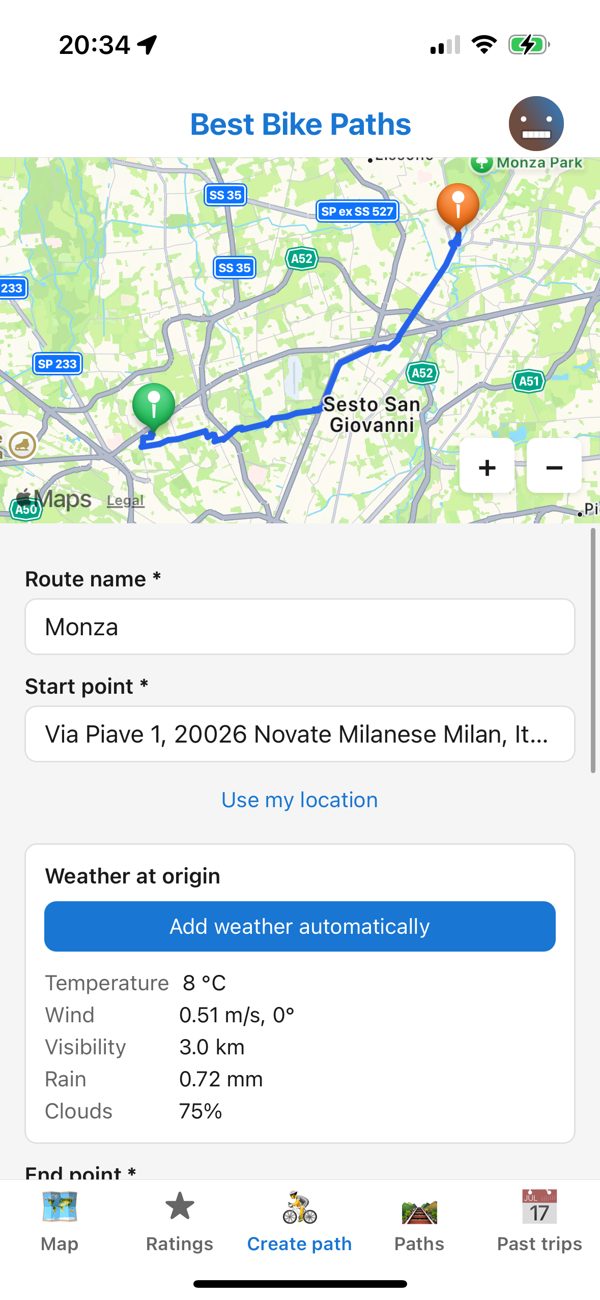 20:34
Best Bike Paths
Monza Park
SS 35
SP ex SS 527
A52
SS 35
233
SP 233
A52
A51
Sesto San
Giovanni
+ −
A50
Maps Legal
Route name *
Monza
Start point *
Via Piave 1, 20026 Novate Milanese Milan, It...
Use my location
Weather at origin
Add weather automatically
Temperature 8 °C
Wind 0.51 m/s, 0°
Visibility 3.0 km
Rain 0.72 mm
Clouds 75%
End point *
JUL
17
Map Ratings Create path Paths Past trips